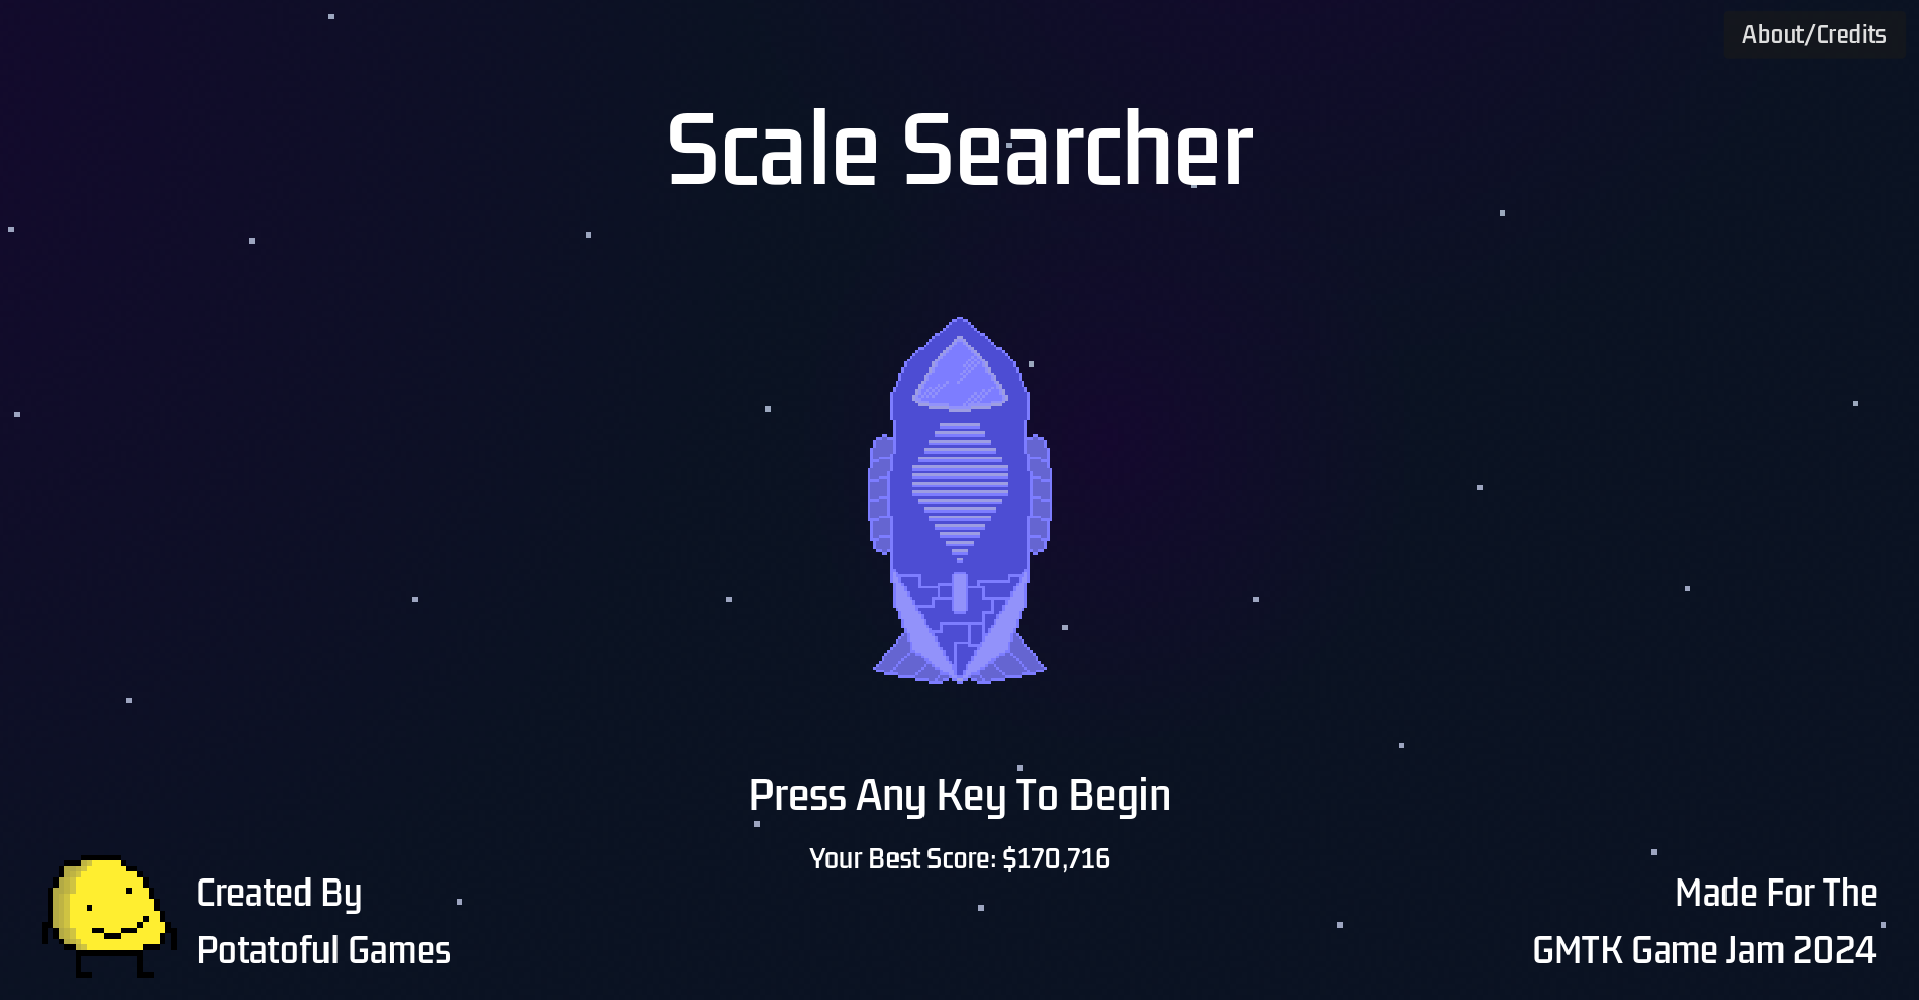 About/Credits
Scale Searcher
Press Any Key To Begin
Your Best Score: $170,716
Created By
Potatoful Games
Made For The
GMTK Game Jam 2024